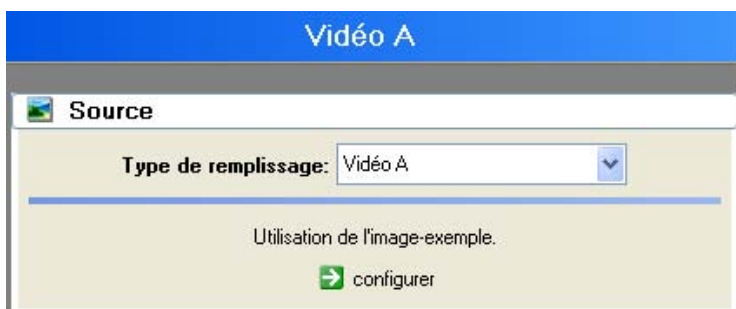 Vidéo A
Source
Type de remplissage: Vidéo A
Utilisation de l'image-exemple.
configurer